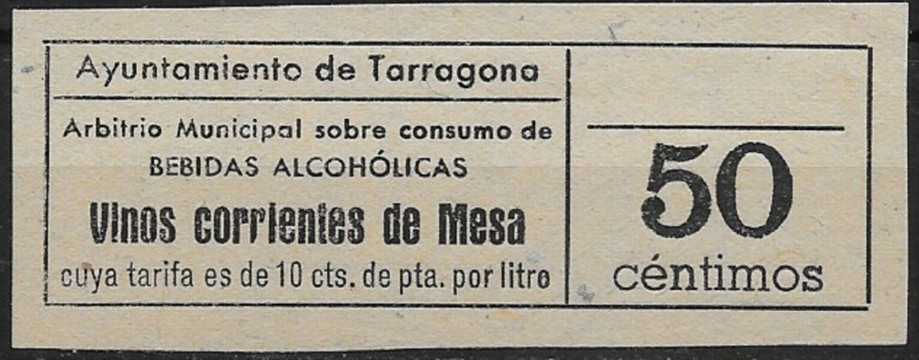 Ayuntamiento de Tarragona
Arbitrio Municipal sobre consumo de
BEBIDAS ALCOHÓLICAS
Vinos corrientes de Mesa
cuya tarifa es de 10 cts. de pta. por litro
50
céntimos